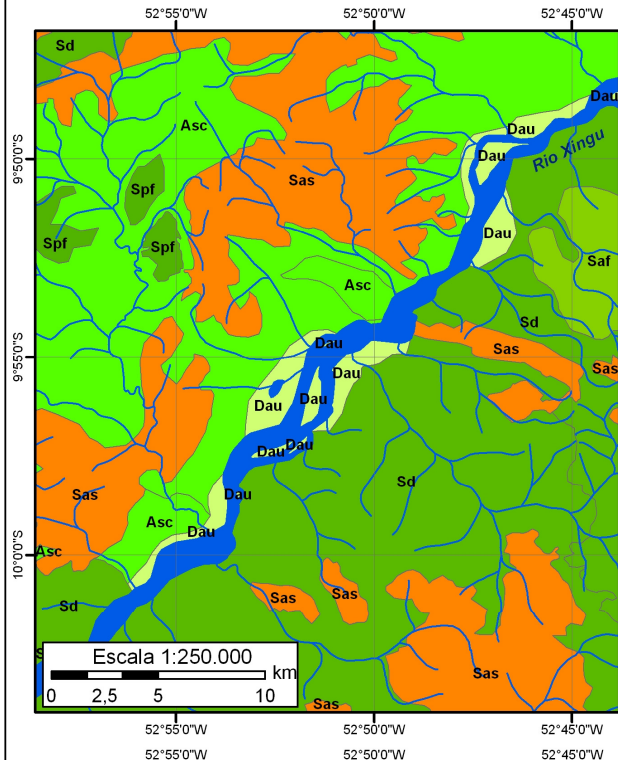 52°55'0"W 52°50'0"W 52°45'0"W
Sd
Dau
Asc
Dau
9°50'0"S
Dau
Rio Xingu
Sas
Spf
Dau
Spf
Spf
Saf
Asc
Sd
Dau
Sas
9°55'0"S
Sas
Dau
Dau
Dau
Dau
Dau
Sd
Sas
Dau
Asc
Dau
Asc
10°0'0"S
Sas
Sas
Sd
Escala 1:250.000
km
0 2,5 5 10
Sas
Sas
52°55'0"W 52°50'0"W 52°45'0"W
52°55'0"W 52°50'0"W 52°45'0"W